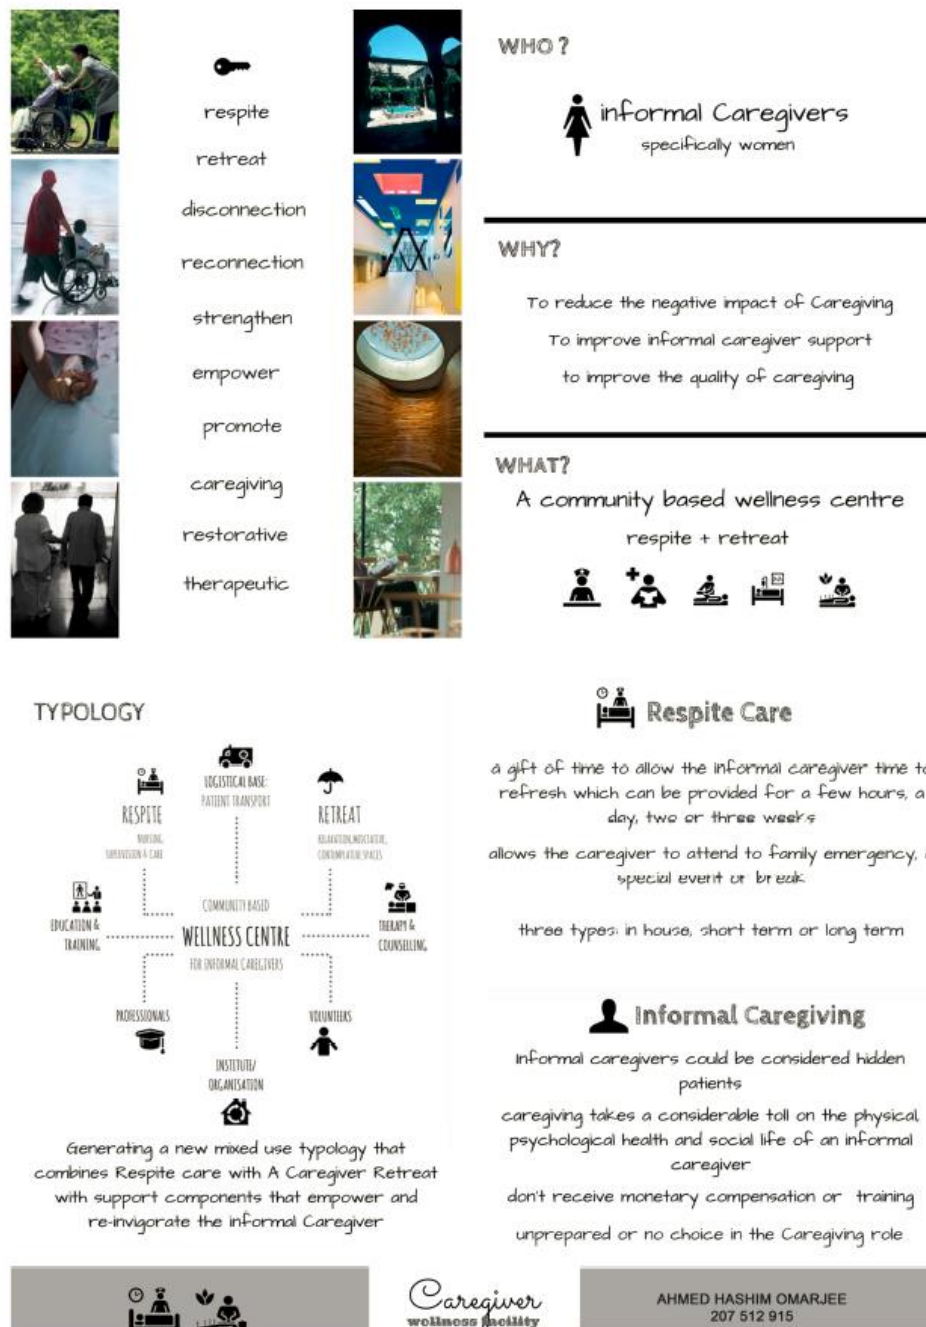 respite
retreat
disconnection
reconnection
strengthen
empower
promote
caregiving
restorative
therapeutic
WHO ?
informal Caregivers
specifically women
WHY?
To reduce the negative impact of Caregiving
To improve informal caregiver support
to improve the quality of caregiving
WHAT?
A community based wellness centre
respite + retreat
TYPOLOGY
LOGISTICAL BASE:
PATIENT TRANSPORT
RESPITE
NURSING,
SUPERVISION & CARE
RETREAT
RELAXATION,MEDITATIVE,
CONTEMPLATIVE SPACES
EDUCATION &
TRAINING
COMMUNITY BASED
WELLNESS CENTRE
FOR INFORMAL CAREGIVERS
THERAPY &
COUNSELLING
PROFESSIONALS
VOLUNTEERS
INSTITUTE/
ORGANISATION
Generating a new mixed use typology that
combines Respite care with A Caregiver Retreat
with support components that empower and
re-invigorate the informal Caregiver
Respite Care
a gift of time to allow the informal caregiver time to
refresh which can be provided for a few hours, a
day, two or three weeks
allows the caregiver to attend to family emergency,
special event or break
three types: in house, short term or long term
Informal Caregiving
Informal caregivers could be considered hidden
patients
caregiving takes a considerable toll on the physical,
psychological health and social life of an informal
caregiver
don't receive monetary compensation or training
unprepared or no choice in the Caregiving role
Caregiver
wellness facility
AHMED HASHIM OMARJEE
207 512 915